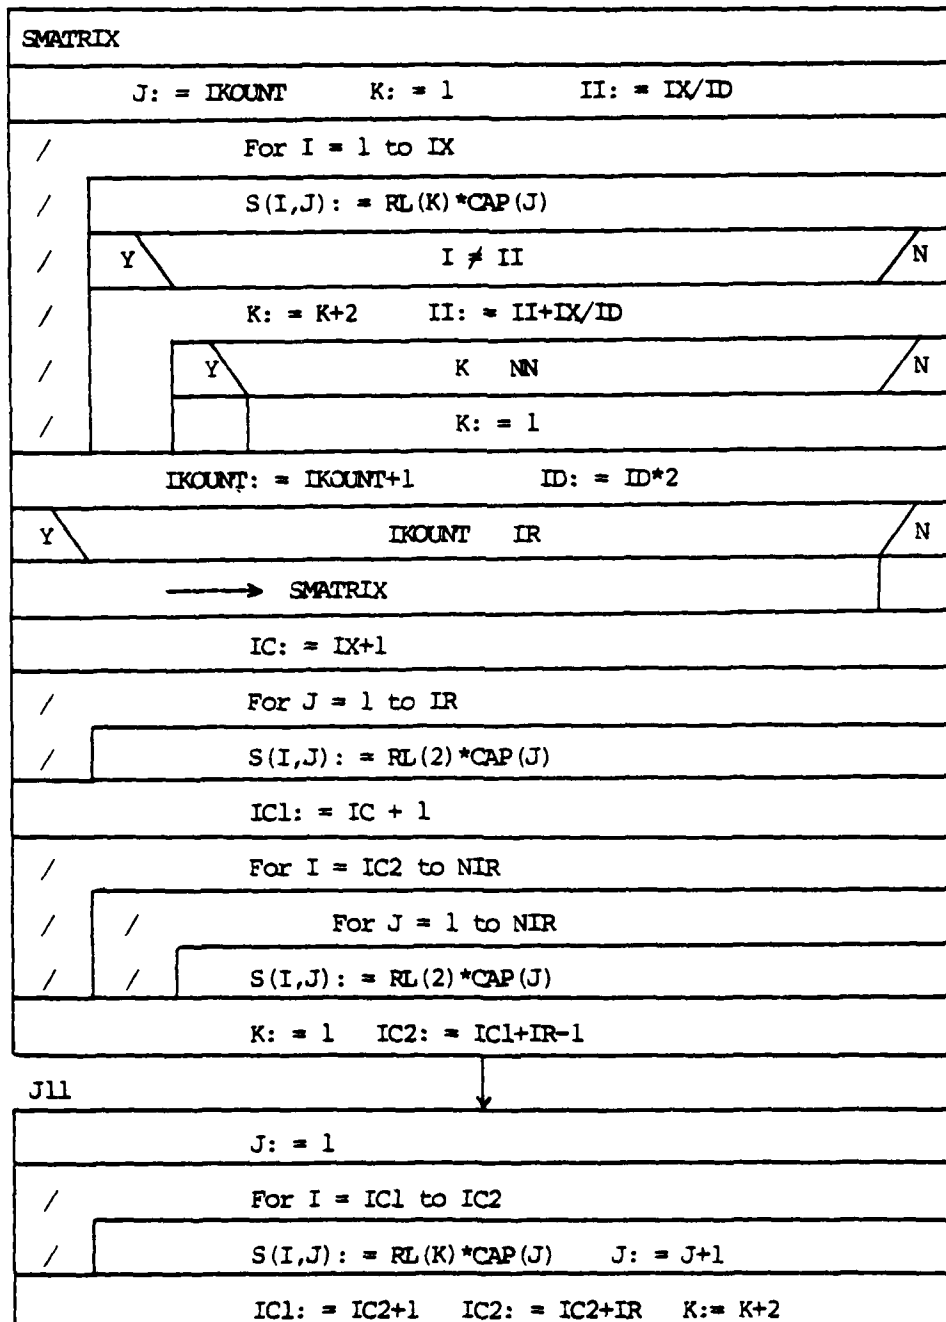 SMATRIX
J: = IKOUNT K: = 1 II: = IX/ID
/ For I = 1 to IX
/ S(I,J): = RL(K)*CAP(J)
/ Y I ≠ II N
/ K: = K+2 II: = II+IX/ID
/ Y K NN N
/ K: = 1
IKOUNT: = IKOUNT+1 ID: = ID*2
Y IKOUNT IR N
→ SMATRIX
IC: = IX+1
/ For J = 1 to IR
/ S(I,J): = RL(2)*CAP(J)
IC1: = IC + 1
/ For I = IC2 to NIR
/ / For J = 1 to NIR
/ / S(I,J): = RL(2)*CAP(J)
K: = 1 IC2: = IC1+IR-1
J11
J: = 1
/ For I = IC1 to IC2
/ S(I,J): = RL(K)*CAP(J) J: = J+1
IC1: = IC2+1 IC2: = IC2+IR K:= K+2